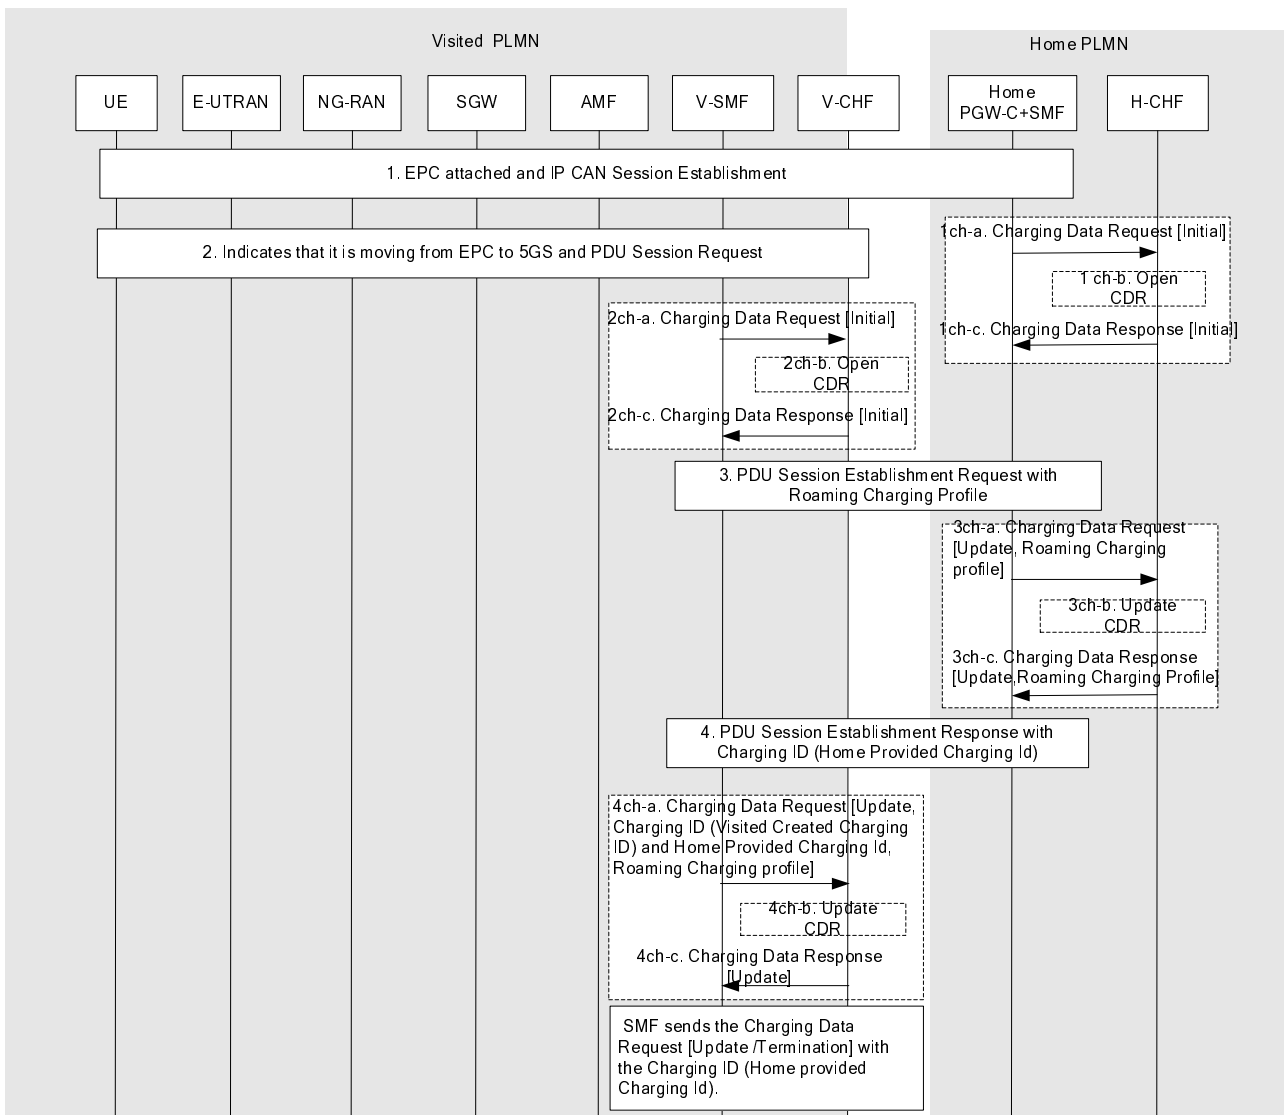 Visited PLMN
Home PLMN
UE
E-UTRAN
NG-RAN
SGW
AMF
V-SMF
V-CHF
Home
PGW-C+SMF
H-CHF
1. EPC attached and IP CAN Session Establishment
1ch-a. Charging Data Request [Initial]
2. Indicates that it is moving from EPC to 5GS and PDU Session Request
1 ch-b. Open
CDR
2ch-a. Charging Data Request [Initial]
1ch-c. Charging Data Response [Initial]
2ch-b. Open
CDR
2ch-c. Charging Data Response [Initial]
3. PDU Session Establishment Request with
Roaming Charging Profile
3ch-a. Charging Data Request
[Update, Roaming Charging
profile]
3ch-b. Update
CDR
3ch-c. Charging Data Response
[Update,Roaming Charging Profile]
4. PDU Session Establishment Response with
Charging ID (Home Provided Charging Id)
4ch-a. Charging Data Request [Update,
Charging ID (Visited Created Charging
ID) and Home Provided Charging Id,
Roaming Charging profile]
4ch-b. Update
CDR
4ch-c. Charging Data Response
[Update]
SMF sends the Charging Data
Request [Update /Termination] with
the Charging ID (Home provided
Charging Id).